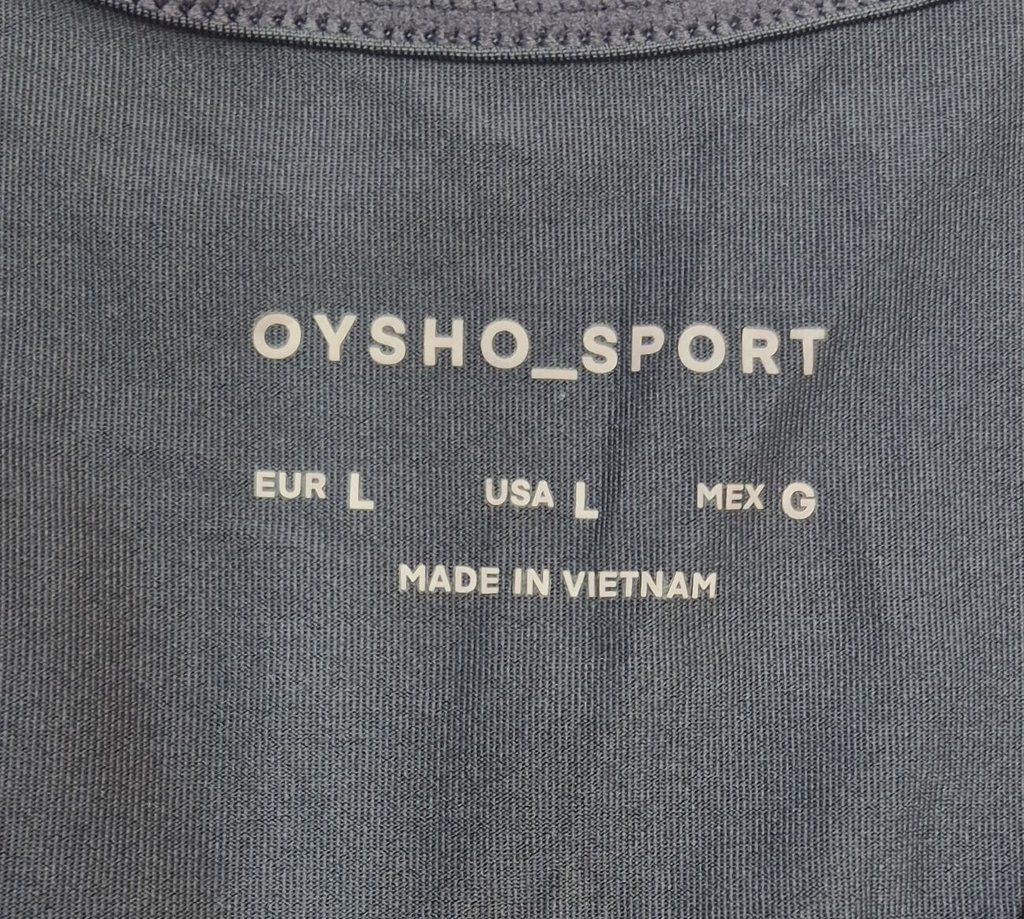 OYSHO_SPORT
EUR L USA L MEX G
MADE IN VIETNAM